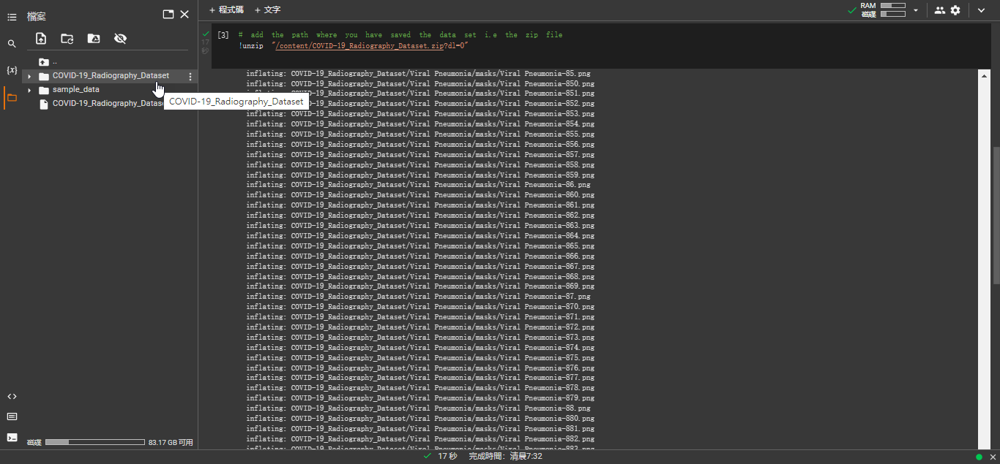 檔案
..
COVID-19_Radiography_Dataset
sample_data
COVID-19_Radiography_Datase
COVID-19_Radiography_Dataset
磁碟 83.17 GB 可用
+ 程式碼 + 文字
RAM
磁碟
17
秒
[3] # add the path where you have saved the data set i.e the zip file
!unzip "/content/COVID-19_Radiography_Dataset.zip?dl=0"
inflating: COVID-19_Radiography_Dataset/Viral Pneumonia/masks/Viral Pneumonia-85.png
inflating: COVID-19_Radiography_Dataset/Viral Pneumonia/masks/Viral Pneumonia-850.png
inflating: COVID-19_Radiography_Dataset/Viral Pneumonia/masks/Viral Pneumonia-851.png
inflating: COVID-19_Radiography_Dataset/Viral Pneumonia/masks/Viral Pneumonia-852.png
inflating: COVID-19_Radiography_Dataset/Viral Pneumonia/masks/Viral Pneumonia-853.png
inflating: COVID-19_Radiography_Dataset/Viral Pneumonia/masks/Viral Pneumonia-854.png
inflating: COVID-19_Radiography_Dataset/Viral Pneumonia/masks/Viral Pneumonia-855.png
inflating: COVID-19_Radiography_Dataset/Viral Pneumonia/masks/Viral Pneumonia-856.png
inflating: COVID-19_Radiography_Dataset/Viral Pneumonia/masks/Viral Pneumonia-857.png
inflating: COVID-19_Radiography_Dataset/Viral Pneumonia/masks/Viral Pneumonia-858.png
inflating: COVID-19_Radiography_Dataset/Viral Pneumonia/masks/Viral Pneumonia-859.png
inflating: COVID-19_Radiography_Dataset/Viral Pneumonia/masks/Viral Pneumonia-86.png
inflating: COVID-19_Radiography_Dataset/Viral Pneumonia/masks/Viral Pneumonia-860.png
inflating: COVID-19_Radiography_Dataset/Viral Pneumonia/masks/Viral Pneumonia-861.png
inflating: COVID-19_Radiography_Dataset/Viral Pneumonia/masks/Viral Pneumonia-862.png
inflating: COVID-19_Radiography_Dataset/Viral Pneumonia/masks/Viral Pneumonia-863.png
inflating: COVID-19_Radiography_Dataset/Viral Pneumonia/masks/Viral Pneumonia-864.png
inflating: COVID-19_Radiography_Dataset/Viral Pneumonia/masks/Viral Pneumonia-865.png
inflating: COVID-19_Radiography_Dataset/Viral Pneumonia/masks/Viral Pneumonia-866.png
inflating: COVID-19_Radiography_Dataset/Viral Pneumonia/masks/Viral Pneumonia-867.png
inflating: COVID-19_Radiography_Dataset/Viral Pneumonia/masks/Viral Pneumonia-868.png
inflating: COVID-19_Radiography_Dataset/Viral Pneumonia/masks/Viral Pneumonia-869.png
inflating: COVID-19_Radiography_Dataset/Viral Pneumonia/masks/Viral Pneumonia-87.png
inflating: COVID-19_Radiography_Dataset/Viral Pneumonia/masks/Viral Pneumonia-870.png
inflating: COVID-19_Radiography_Dataset/Viral Pneumonia/masks/Viral Pneumonia-871.png
inflating: COVID-19_Radiography_Dataset/Viral Pneumonia/masks/Viral Pneumonia-872.png
inflating: COVID-19_Radiography_Dataset/Viral Pneumonia/masks/Viral Pneumonia-873.png
inflating: COVID-19_Radiography_Dataset/Viral Pneumonia/masks/Viral Pneumonia-874.png
inflating: COVID-19_Radiography_Dataset/Viral Pneumonia/masks/Viral Pneumonia-875.png
inflating: COVID-19_Radiography_Dataset/Viral Pneumonia/masks/Viral Pneumonia-876.png
inflating: COVID-19_Radiography_Dataset/Viral Pneumonia/masks/Viral Pneumonia-877.png
inflating: COVID-19_Radiography_Dataset/Viral Pneumonia/masks/Viral Pneumonia-878.png
inflating: COVID-19_Radiography_Dataset/Viral Pneumonia/masks/Viral Pneumonia-879.png
inflating: COVID-19_Radiography_Dataset/Viral Pneumonia/masks/Viral Pneumonia-88.png
inflating: COVID-19_Radiography_Dataset/Viral Pneumonia/masks/Viral Pneumonia-880.png
inflating: COVID-19_Radiography_Dataset/Viral Pneumonia/masks/Viral Pneumonia-881.png
inflating: COVID-19_Radiography_Dataset/Viral Pneumonia/masks/Viral Pneumonia-882.png
inflating: COVID-19_Radiography_Dataset/Viral Pneumonia/masks/Viral Pneumonia-883.png
17 秒 完成時間: 清晨7:32